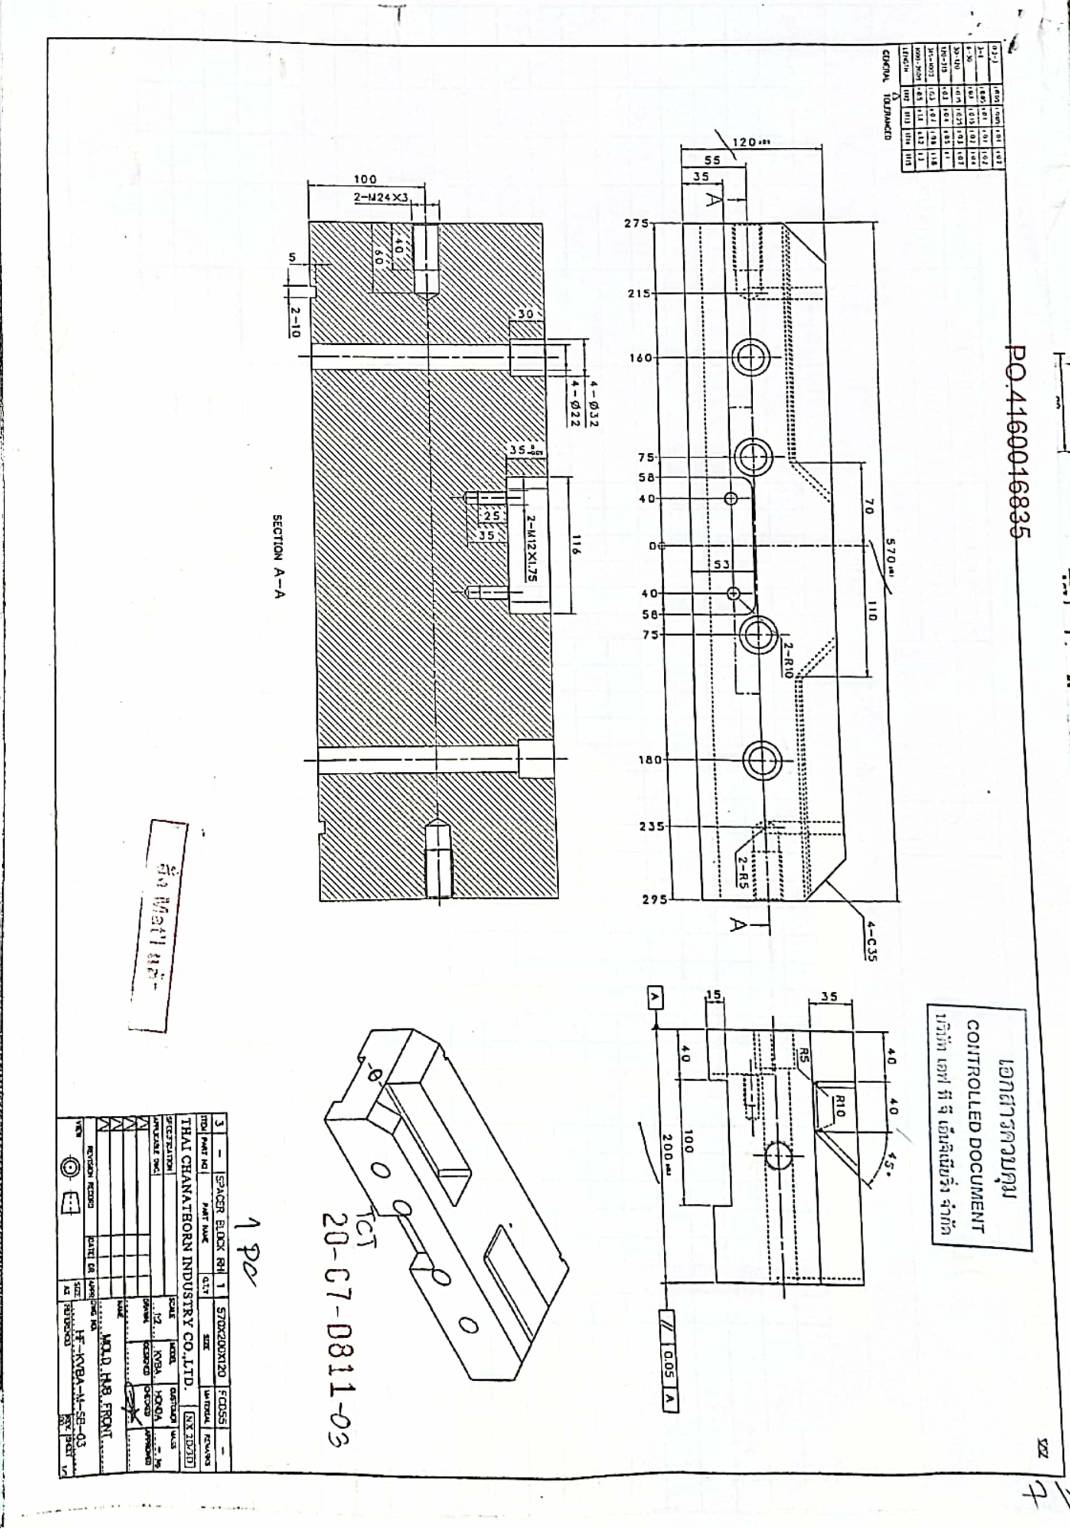 PO.4160016835
เอกสารควบคุม
CONTROLLED DOCUMENT
บริษัท เอฟ ที จี เอ็นจิเนียริ่ง จำกัด
7
LENGTH
GENERAL TOLERANCED
570
70
110
4-C35
120
55
35
A
A
2-R10
2-R5
53
275
215
160
75
58
40
0
40
58
75
180
235
295
40
40
45°
35
R10
R5
15
40
100
200
A
// 0.05 A
4-Ø32
4-Ø22
116
30
35
2-M12X1.75
25
35
2-M24X3
40
60
100
5
2-10
SECTION A-A
TCT
20-C7-D811-03
1 PC
สั่ง Mat'l แล้ว
3 - SPACER BLOCK RH 1 570X200X120 FCD55 -
ITEM PART NO PART NAME Q.T.Y SIZE MATERIAL REMARKS
THAI CHANATHORN INDUSTRY CO.,LTD. NX 2D/3D
SPECIFICATION
APPLICABLE DWG.
SCALE MODEL CUSTOMER MASS
1:2 KVBA HONDA
DRAWN DESIGNED CHECKED APPROVED
NAME
MOLD HUB FRONT
REVISION RECORD DATE DR APPR
DWG NO.
HF-KVBA-M-SB-03
VIEW
SIZE
A2
REFERENCED
REV.
SHEET